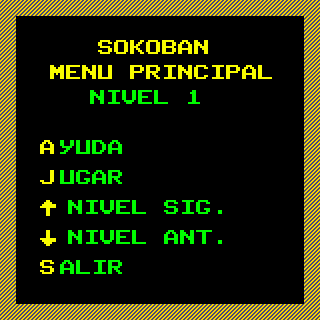 SOKOBAN
MENU PRINCIPAL
NIVEL 1
AYUDA
JUGAR
↑ NIVEL SIG.
↓ NIVEL ANT.
SALIR